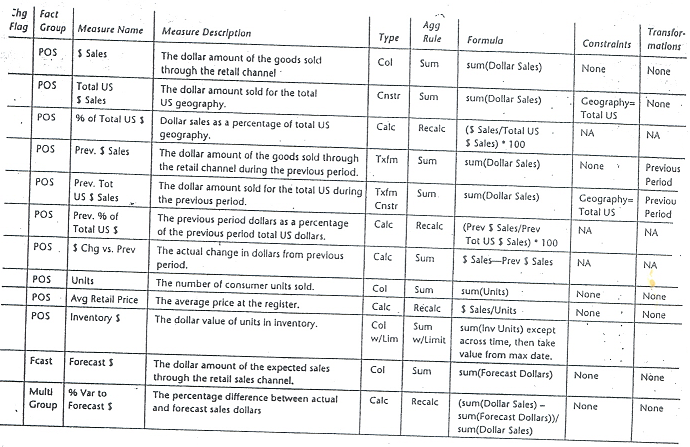 Chg Fact Agg Transfor-
Flag Group Measure Name Measure Description Type Rule Formula Constraints mations
POS $ Sales The dollar amount of the goods sold Col Sum sum(Dollar Sales) None None
through the retail channel
POS Total US The dollar amount sold for the total Cnstr Sum sum(Dollar Sales) Geography= None
$ Sales US geography. Total US
POS % of Total US $ Dollar sales as a percentage of total US Calc Recalc ($ Sales/Total US NA NA
geography. $ Sales) * 100
POS Prev. $ Sales The dollar amount of the goods sold through Txfm Sum sum(Dollar Sales) None Previous
the retail channel during the previous period. Period
POS Prev. Tot The dollar amount sold for the total US during Txfm Sum sum(Dollar Sales) Geography= Previou
US $ Sales the previous period. Cnstr Total US Period
POS Prev. % of The previous period dollars as a percentage Calc Recalc (Prev $ Sales/Prev NA NA
Total US $ of the previous period total US dollars. Tot US $ Sales) * 100
POS $ Chg vs. Prev The actual change in dollars from previous Calc Sum $ Sales—Prev $ Sales NA NA
period.
POS Units The number of consumer units sold. Col Sum sum(Units) None None
POS Avg Retail Price The average price at the register. Calc Recalc $ Sales/Units None None
POS Inventory $ The dollar value of units in inventory. Col Sum sum(Inv Units) except
w/Lim w/Limit across time, then take
value from max date.
Fcast Forecast $ The dollar amount of the expected sales Col Sum sum(Forecast Dollars) None None
through the retail sales channel.
Multi % Var to The percentage difference between actual Calc Recalc (sum(Dollar Sales) – None None
Group Forecast $ and forecast sales dollars sum(Forecast Dollars))/
sum(Dollar Sales)